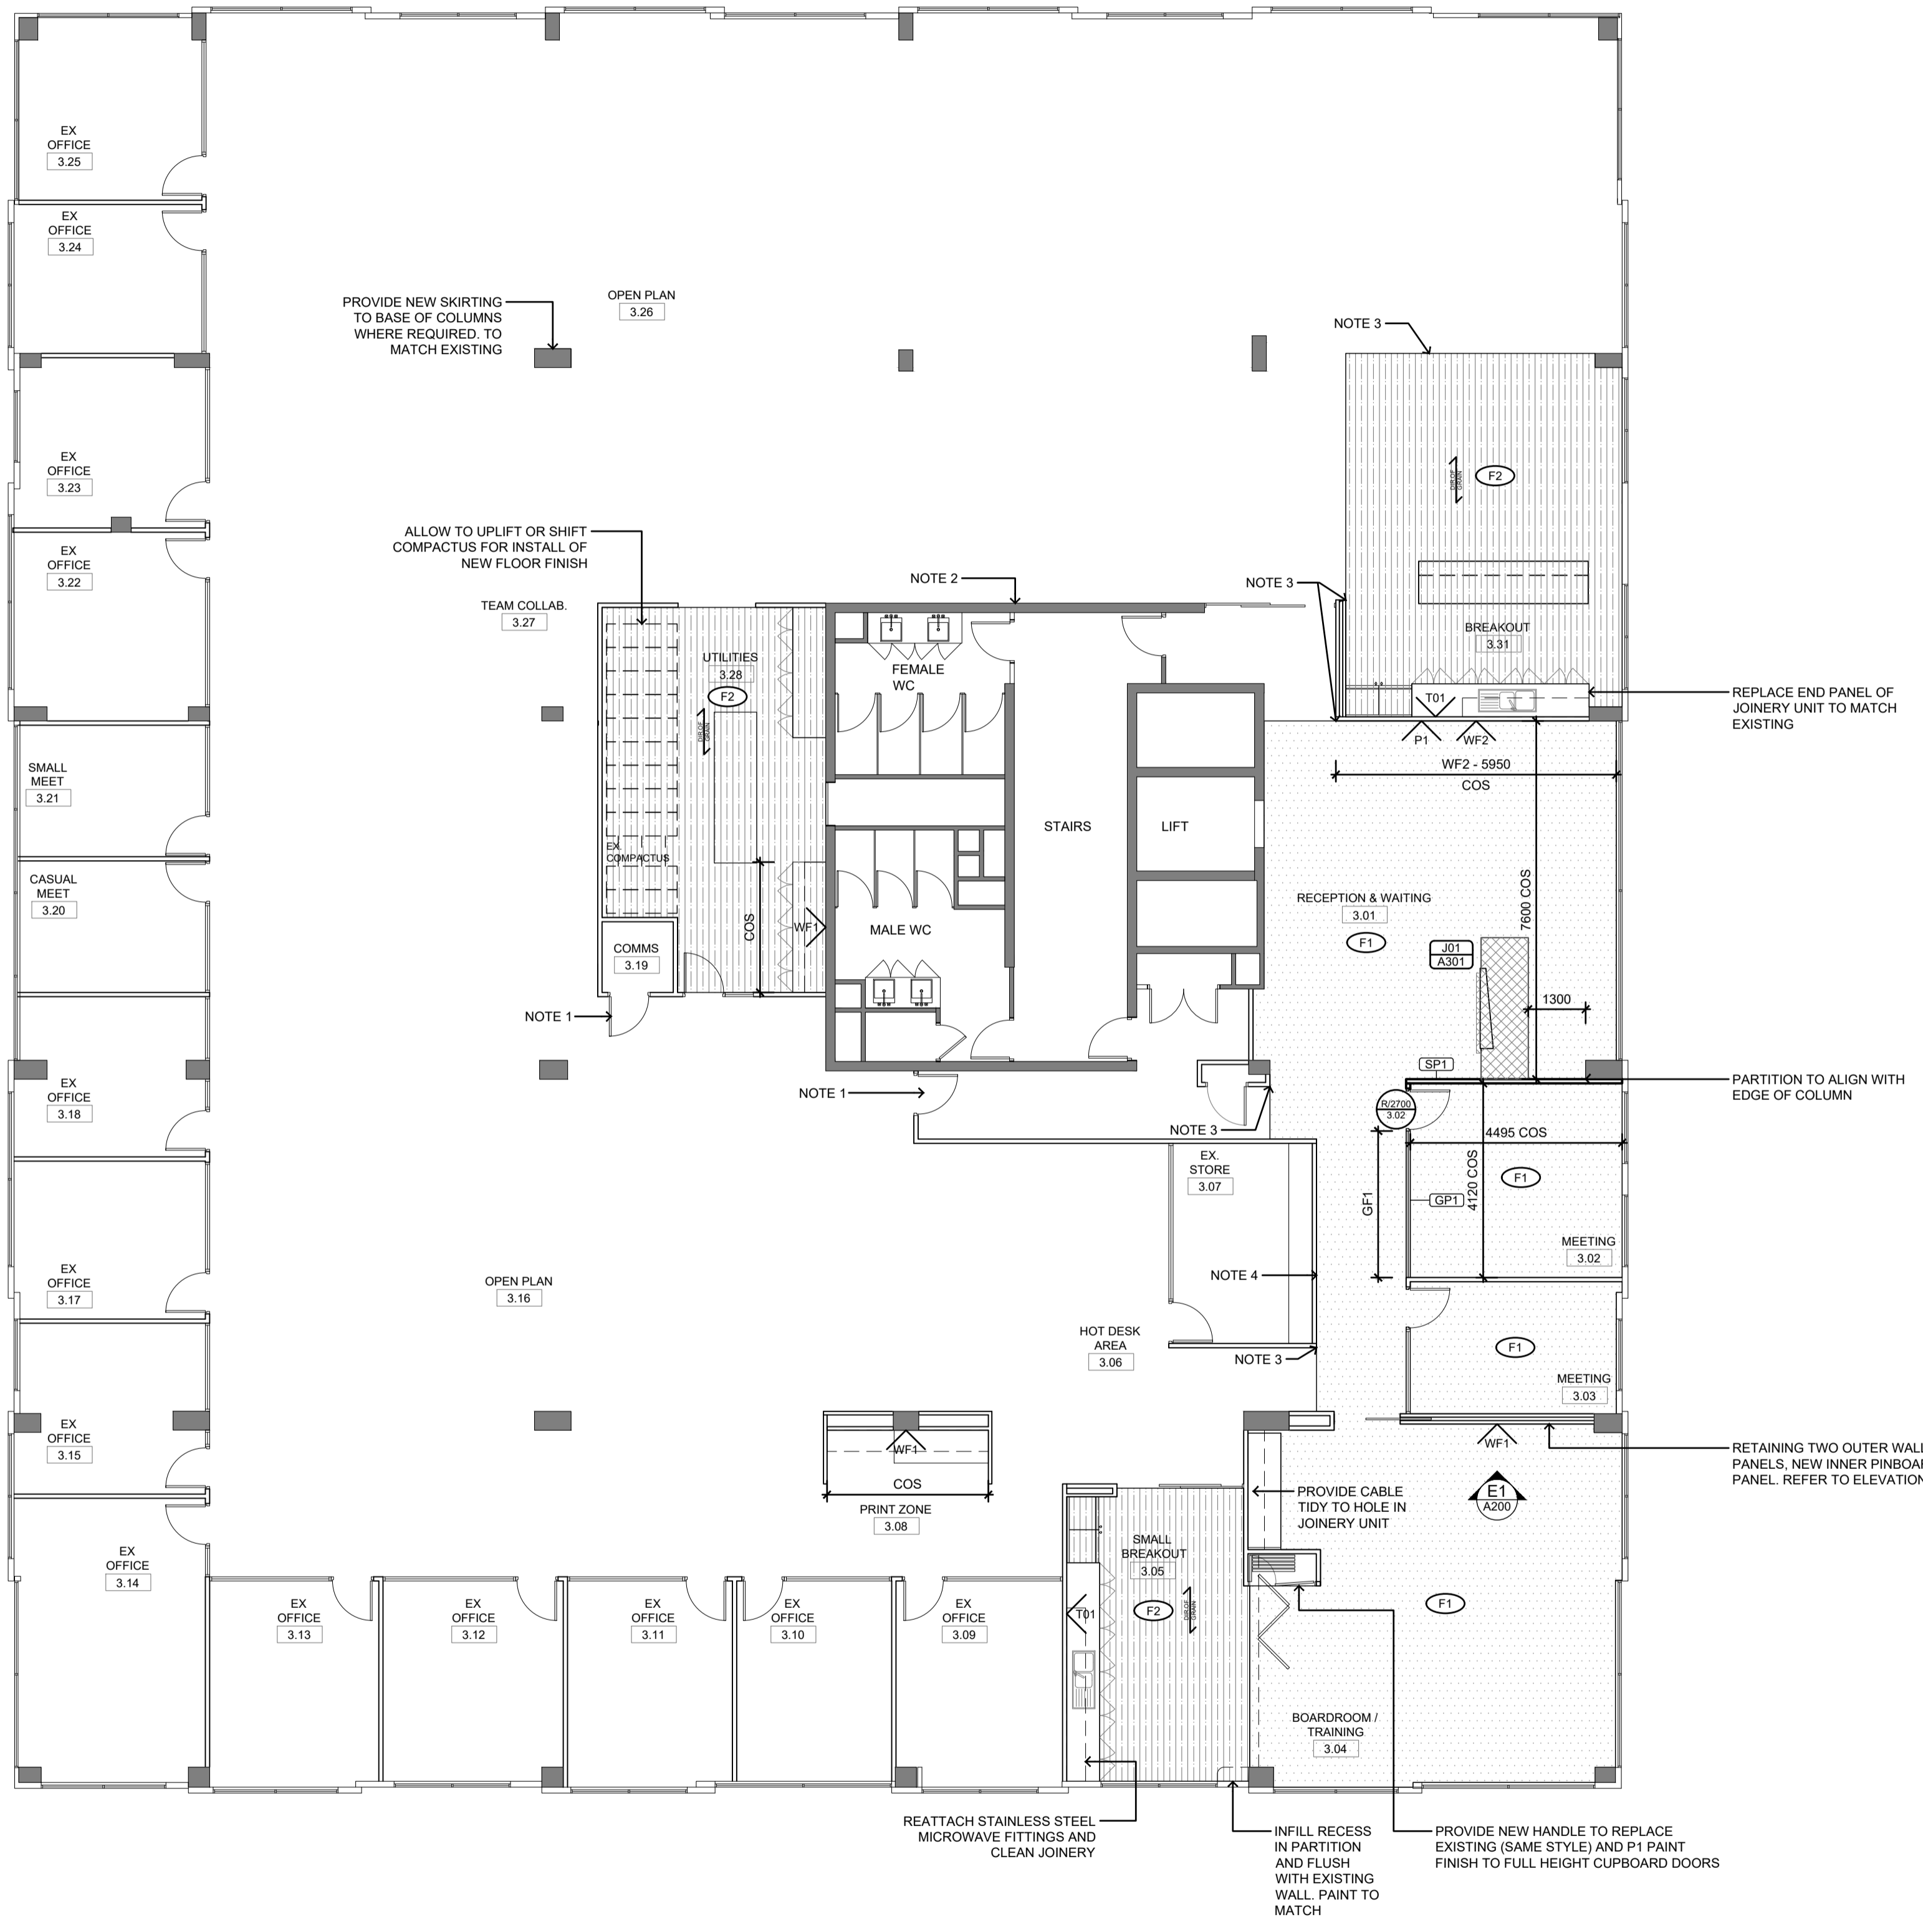 EX
OFFICE
3.25
EX
OFFICE
3.24
PROVIDE NEW SKIRTING
TO BASE OF COLUMNS
WHERE REQUIRED. TO
MATCH EXISTING
OPEN PLAN
3.26
NOTE 3
EX
OFFICE
3.23
DIR OF
GRAIN
F2
ALLOW TO UPLIFT OR SHIFT
COMPACTUS FOR INSTALL OF
NEW FLOOR FINISH
EX
OFFICE
3.22
NOTE 2
NOTE 3
TEAM COLLAB.
3.27
BREAKOUT
3.31
UTILITIES
3.28
F2
DIR OF
GRAIN
FEMALE
WC
T01
REPLACE END PANEL OF
JOINERY UNIT TO MATCH
EXISTING
P1
WF2
WF2 - 5950
COS
SMALL
MEET
3.21
STAIRS
LIFT
EX.
COMPACTUS
CASUAL
MEET
3.20
COS
WF1
MALE WC
RECEPTION & WAITING
3.01
F1
7600 COS
J01
A301
COMMS
3.19
1300
NOTE 1
SP1
EX
OFFICE
3.18
NOTE 1
PARTITION TO ALIGN WITH
EDGE OF COLUMN
R/2700
3.02
NOTE 3
4495 COS
EX.
STORE
3.07
GF1
GP1
4120 COS
F1
MEETING
3.02
EX
OFFICE
3.17
OPEN PLAN
3.16
NOTE 4
HOT DESK
AREA
3.06
NOTE 3
F1
MEETING
3.03
EX
OFFICE
3.15
WF1
COS
PRINT ZONE
3.08
WF1
RETAINING TWO OUTER WALL
PANELS, NEW INNER
PANEL. REFER TO
E1
A200
PROVIDE CABLE
TIDY TO HOLE IN
JOINERY UNIT
EX
OFFICE
3.14
SMALL
BREAKOUT
3.05
F2
DIR OF
GRAIN
T01
F1
EX
OFFICE
3.13
EX
OFFICE
3.12
EX
OFFICE
3.11
EX
OFFICE
3.10
EX
OFFICE
3.09
BOARDROOM /
TRAINING
3.04
REATTACH STAINLESS STEEL
MICROWAVE FITTINGS AND
CLEAN JOINERY
INFILL RECESS
IN PARTITION
AND FLUSH
WITH EXISTING
WALL. PAINT TO
MATCH
PROVIDE NEW HANDLE TO REPLACE
EXISTING (SAME STYLE) AND P1 PAINT
FINISH TO FULL HEIGHT CUPBOARD DOORS